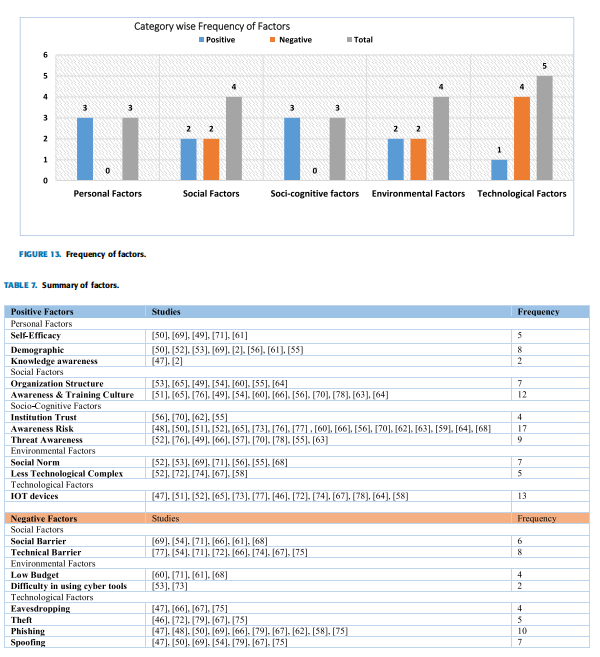 Category wise Frequency of Factors
Positive Negative Total
6
5
4
3
2
1
0
3 0 3
2 2 4
3 0 3
2 2 4
1 4 5
Personal Factors Social Factors Soci-cognitive factors Environmental Factors Technological Factors
FIGURE 13. Frequency of factors.
TABLE 7. Summary of factors.
Positive Factors Studies Frequency
Personal Factors
Self-Efficacy [50], [69], [49], [71], [61] 5
Demographic [50], [52], [53], [69], [2], [56], [61], [55] 8
Knowledge awareness [47], [2] 2
Social Factors
Organization Structure [53], [65], [49], [54], [60], [55], [64] 7
Awareness & Training Culture [51], [65], [76], [49], [54], [60], [66], [56], [70], [78], [63], [64] 12
Socio-Cognitive Factors
Institution Trust [56], [70], [62], [55] 4
Awareness Risk [48], [50], [51], [52], [65], [73], [76], [77] , [60], [66], [56], [70], [62], [63], [59], [64], [68] 17
Threat Awareness [52], [76], [49], [66], [57], [70], [78], [55], [63] 9
Environmental Factors
Social Norm [52], [53], [69], [71], [56], [55], [68] 7
Less Technological Complex [52], [72], [74], [67], [58] 5
Technological Factors
IOT devices [47], [51], [52], [65], [73], [77], [46], [72], [74], [67], [78], [64], [58] 13
Negative Factors Studies Frequency
Social Factors
Social Barrier [69], [54], [71], [66], [61], [68] 6
Technical Barrier [77], [54], [71], [72], [66], [74], [67], [75] 8
Environmental Factors
Low Budget [60], [71], [61], [68] 4
Difficulty in using cyber tools [53], [73] 2
Technological Factors
Eavesdropping [47], [66], [67], [75] 4
Theft [46], [72], [79], [67], [75] 5
Phishing [47], [48], [50], [69], [66], [79], [67], [62], [58], [75] 10
Spoofing [47], [50], [69], [54], [79], [67], [75] 7